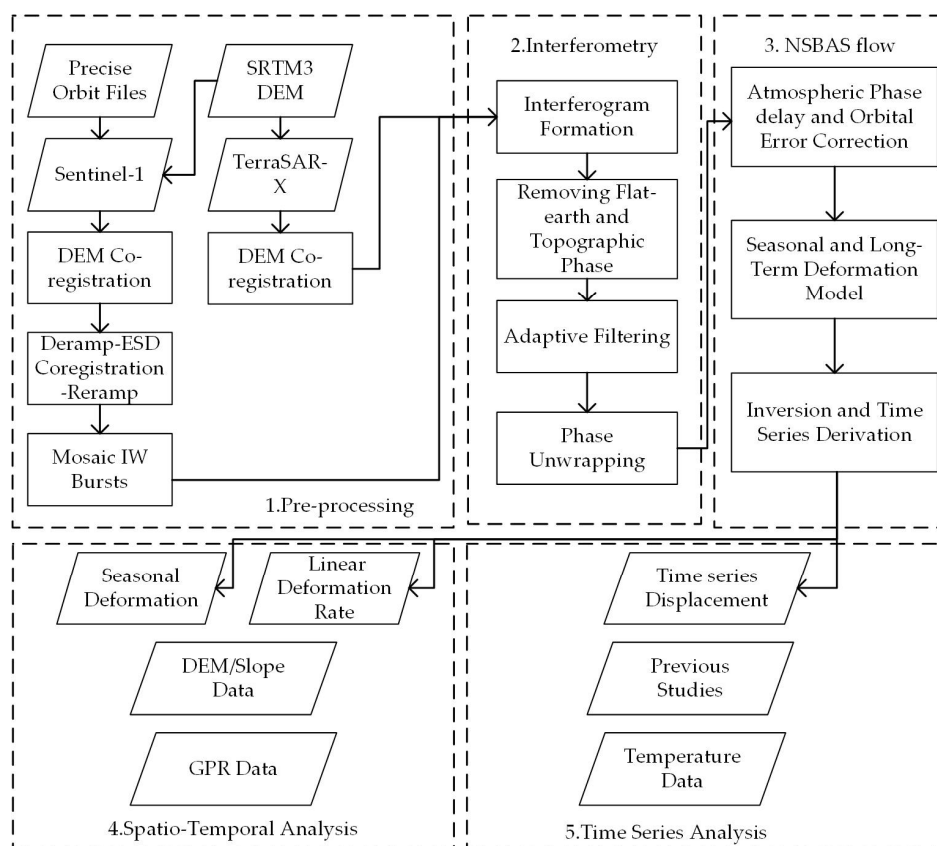 Precise
Orbit Files
SRTM3
DEM
Sentinel-1
TerraSAR-
X
DEM Co-
registration
DEM Co-
registration
Deramp-ESD
Coregistration
-Reramp
Mosaic IW
Bursts
1.Pre-processing
2.Interferometry
Interferogram
Formation
Removing Flat-
earth and
Topographic
Phase
Adaptive Filtering
Phase
Unwrapping
3. NSBAS flow
Atmospheric Phase
delay and Orbital
Error Correction
Seasonal and Long-
Term Deformation
Model
Inversion and Time
Series Derivation
Seasonal
Deformation
Linear
Deformation
Rate
DEM/Slope
Data
GPR Data
4.Spatio-Temporal Analysis
Time series
Displacement
Previous
Studies
Temperature
Data
5.Time Series Analysis